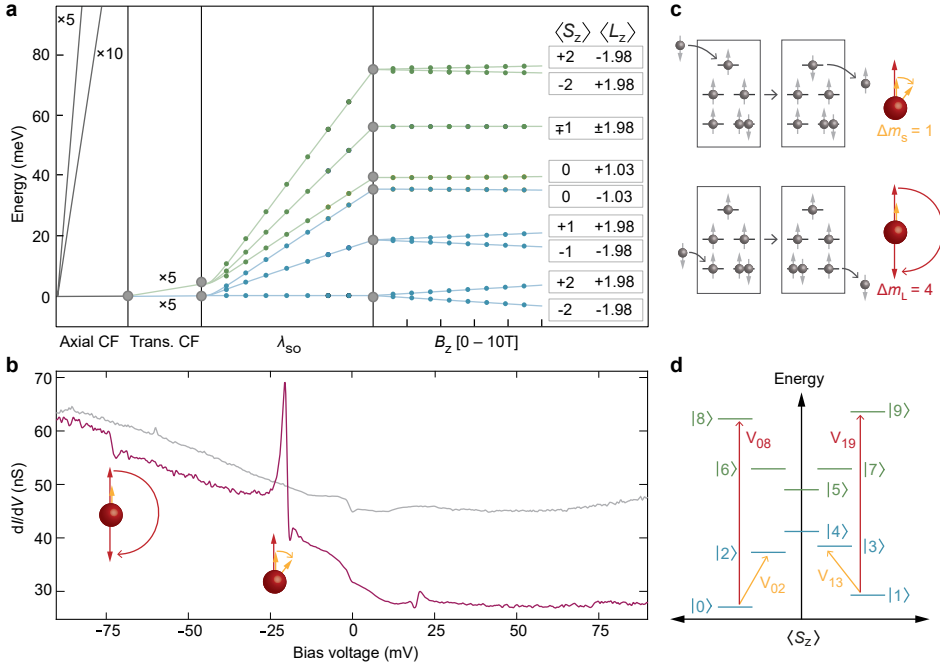 a
×5
×10
×5
×5
80
60
40
20
0
Energy (meV)
Axial CF
Trans. CF
λSO
BZ [0 – 10T]
⟨SZ⟩ ⟨LZ⟩
+2 -1.98
-2 +1.98
∓1 ±1.98
0 +1.03
0 -1.03
+1 +1.98
-1 -1.98
+2 +1.98
-2 -1.98
b
70
60
50
40
30
dI/dV (nS)
−75 −50 −25 0 25 50 75
Bias voltage (mV)
c
Δms = 1
ΔmL = 4
d
Energy
|8⟩ |9⟩
V08 V19
|6⟩ |7⟩
|5⟩
|4⟩
|2⟩ |3⟩
V02 V13
|0⟩ |1⟩
⟨SZ⟩